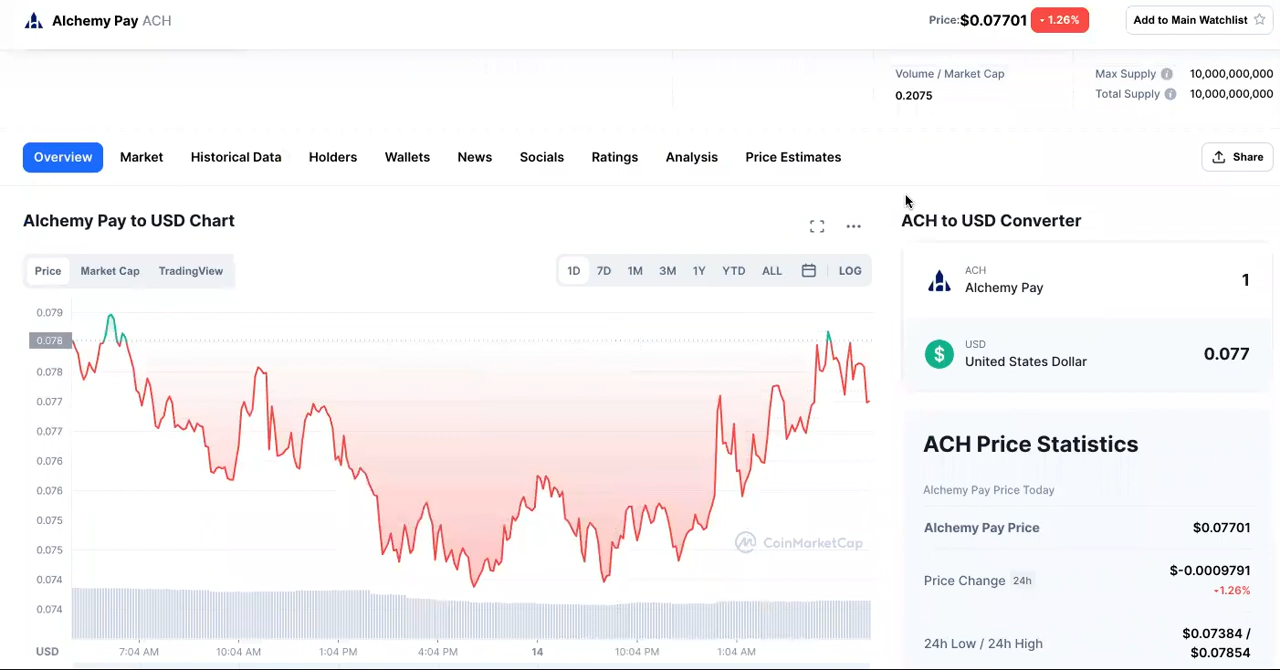 Alchemy Pay ACH
Price:$0.07701 1.26%
Add to Main Watchlist
Volume / Market Cap
0.2075
Max Supply 10,000,000,000
Total Supply 10,000,000,000
Overview Market Historical Data Holders Wallets News Socials Ratings Analysis Price Estimates
Share
Alchemy Pay to USD Chart
Price Market Cap TradingView
1D 7D 1M 3M 1Y YTD ALL LOG
0.079
0.078
0.078
0.077
0.077
0.076
0.076
0.075
0.075
0.074
0.074
CoinMarketCap
USD 7:04 AM 10:04 AM 1:04 PM 4:04 PM 14 10:04 PM 1:04 AM
ACH to USD Converter
ACH
Alchemy Pay
1
USD
United States Dollar
0.077
ACH Price Statistics
Alchemy Pay Price Today
Alchemy Pay Price $0.07701
Price Change 24h $-0.0009791
1.26%
24h Low / 24h High $0.07384 /
$0.07854